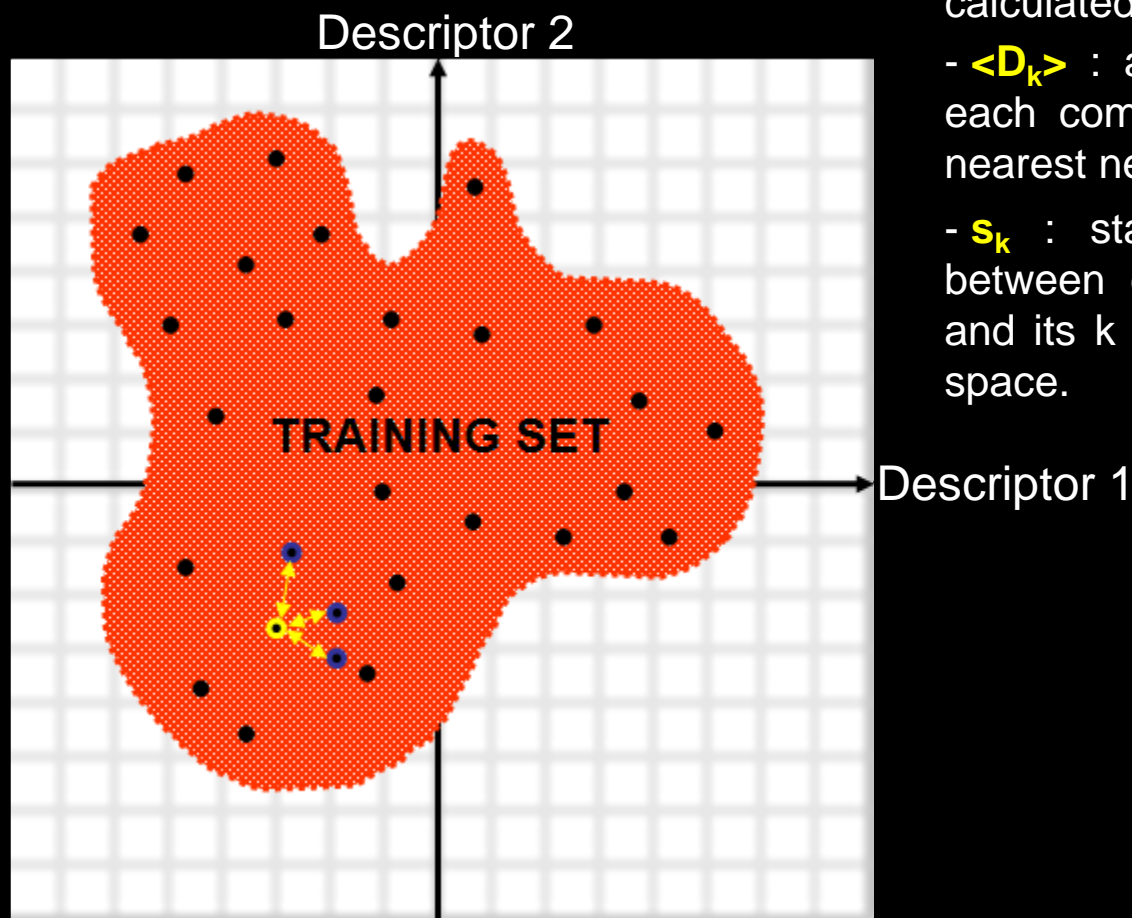 Descriptor 2
TRAINING SET
Descriptor 1
calculated
- <Dk> : a
each com
nearest ne
- sk : sta
between
and its k
space.